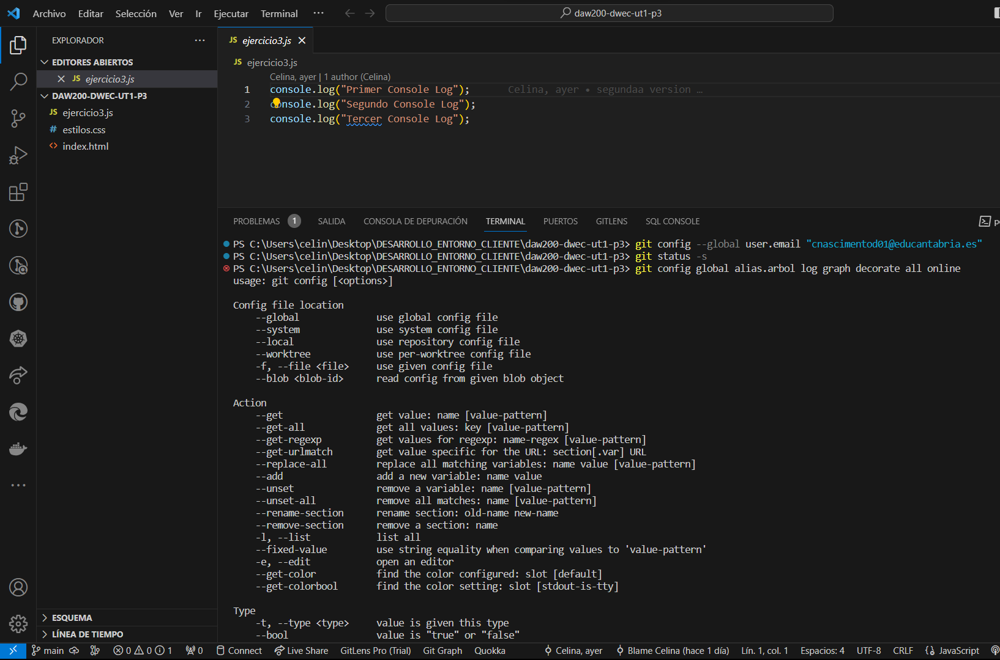 Archivo Editar Selección Ver Ir Ejecutar Terminal ··· daw200-dwec-ut1-p3
EXPLORADOR ···
EDITORES ABIERTOS
JS ejercicio3.js
DAW200-DWEC-UT1-P3
JS ejercicio3.js
# estilos.css
<> index.html
ESQUEMA
LÍNEA DE TIEMPO
JS ejercicio3.js
JS ejercicio3.js
Celina, ayer | 1 author (Celina)
1 console.log("Primer Console Log"); Celina, ayer • segundaa version …
2 console.log("Segundo Console Log");
3 console.log("Tercer Console Log");
PROBLEMAS 1 SALIDA CONSOLA DE DEPURACIÓN TERMINAL PUERTOS GITLENS SQL CONSOLE
PS C:\Users\celin\Desktop\DESARROLLO_ENTORNO_CLIENTE\daw200-dwec-ut1-p3> git config --global user.email "cnascimentod01@educantabria.es"
PS C:\Users\celin\Desktop\DESARROLLO_ENTORNO_CLIENTE\daw200-dwec-ut1-p3> git status -s
PS C:\Users\celin\Desktop\DESARROLLO_ENTORNO_CLIENTE\daw200-dwec-ut1-p3> git config global alias.arbol log graph decorate all online
usage: git config [<options>]
Config file location
--global use global config file
--system use system config file
--local use repository config file
--worktree use per-worktree config file
-f, --file <file> use given config file
--blob <blob-id> read config from given blob object
Action
--get get value: name [value-pattern]
--get-all get all values: key [value-pattern]
--get-regexp get values for regexp: name-regex [value-pattern]
--get-urlmatch get value specific for the URL: section[.var] URL
--replace-all replace all matching variables: name value [value-pattern]
--add add a new variable: name value
--unset remove a variable: name [value-pattern]
--unset-all remove all matches: name [value-pattern]
--rename-section rename section: old-name new-name
--remove-section remove a section: name
-l, --list list all
--fixed-value use string equality when comparing values to 'value-pattern'
-e, --edit open an editor
--get-color find the color configured: slot [default]
--get-colorbool find the color setting: slot [stdout-is-tty]
Type
-t, --type <type> value is given this type
--bool value is "true" or "false"
main 0 0 1 0 Connect Live Share GitLens Pro (Trial) Git Graph Quokka Celina, ayer Blame Celina (hace 1 día) Lín. 1, col. 1 Espacios: 4 UTF-8 CRLF {} JavaScript